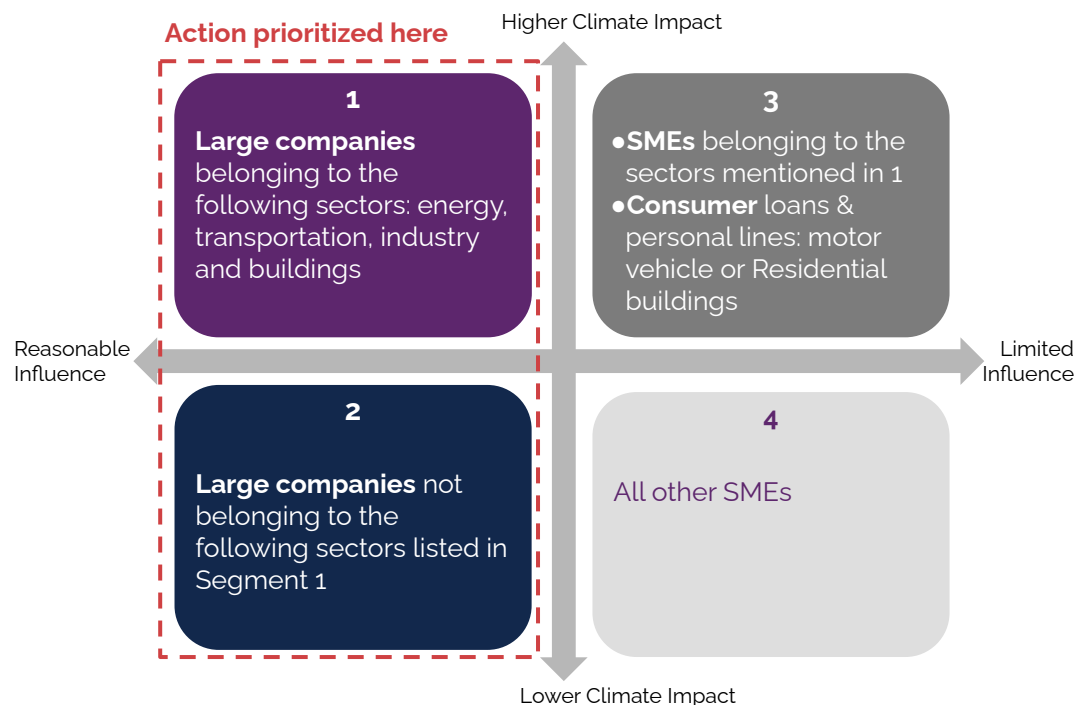 Action prioritized here
Higher Climate Impact
1
Large companies
belonging to the
following sectors: energy,
transportation, industry
and buildings
3
●SMEs belonging to the
sectors mentioned in 1
●Consumer loans &
personal lines: motor
vehicle or Residential
buildings
Reasonable
Influence
Limited
Influence
2
Large companies not
belonging to the
following sectors listed in
Segment 1
4
All other SMEs
Lower Climate Impact